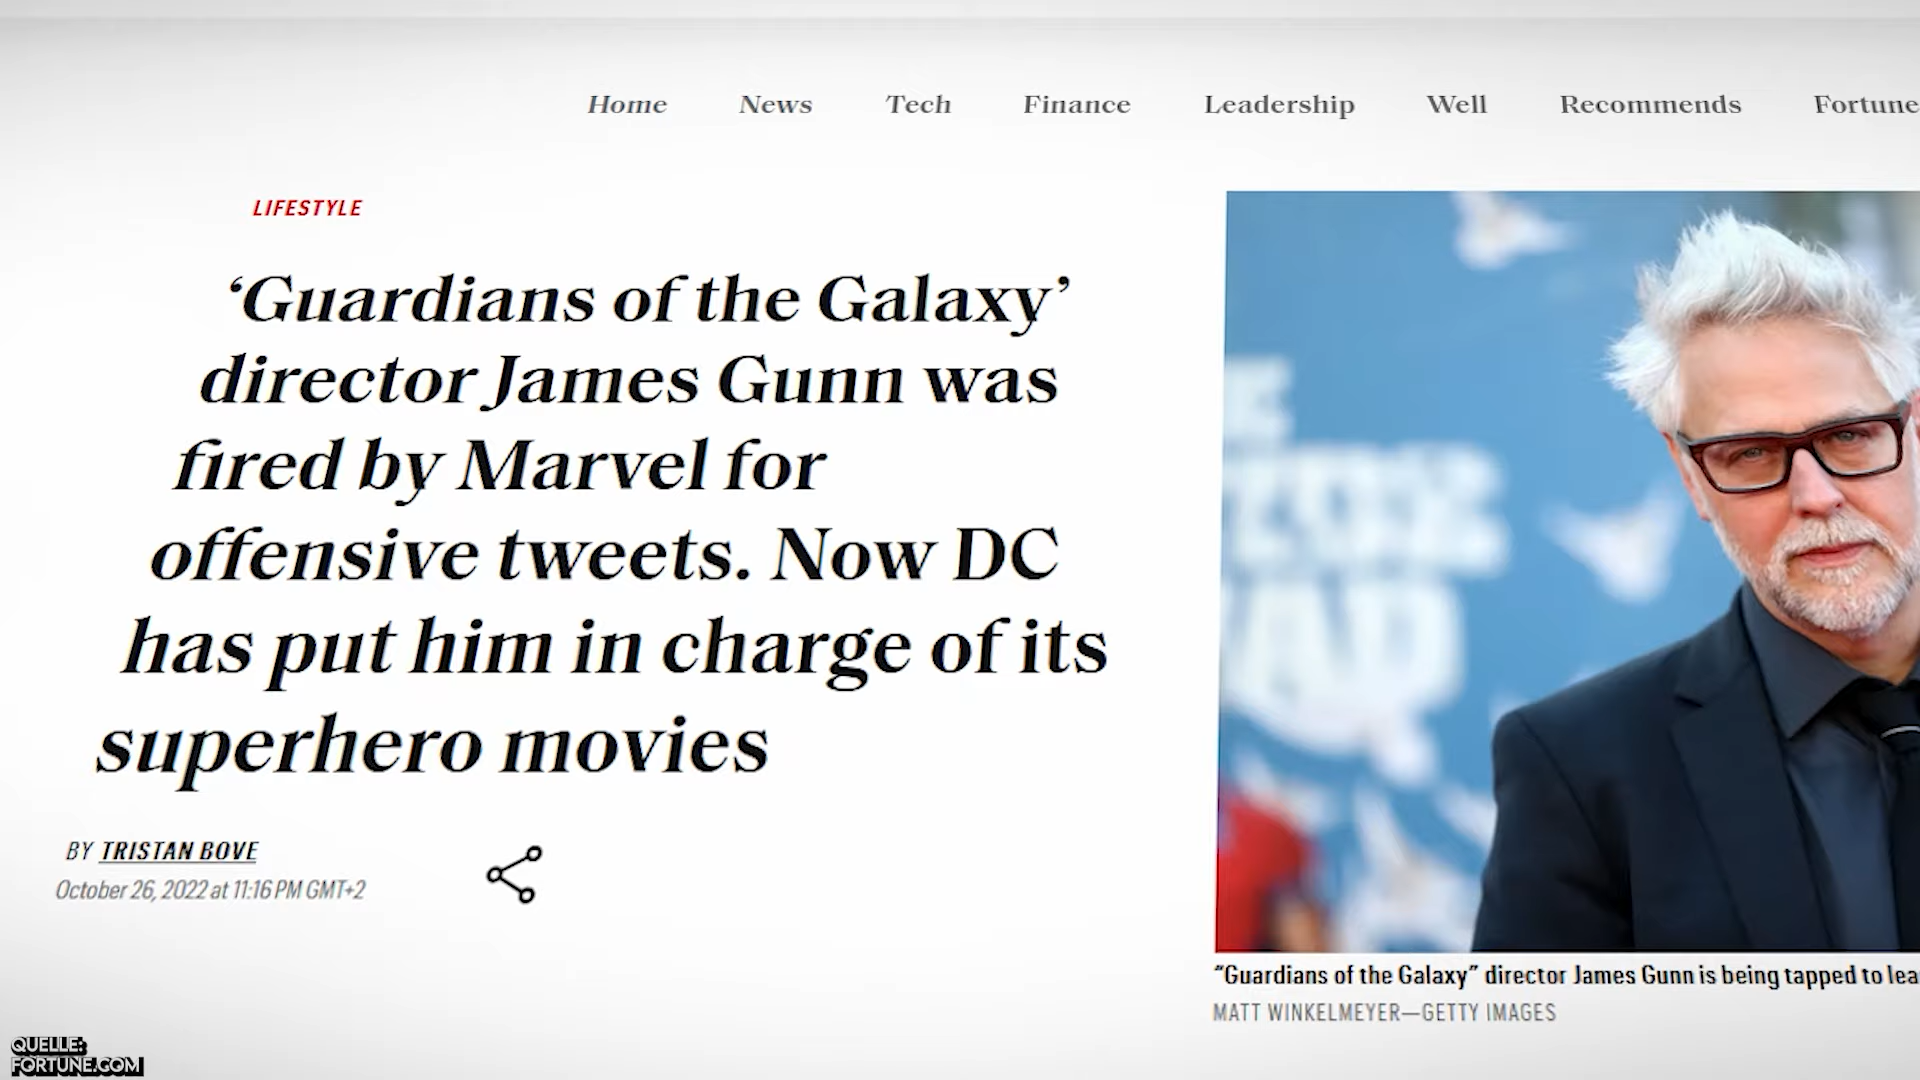 Home News Tech Finance Leadership Well Recommends Fortune
LIFESTYLE
‘Guardians of the Galaxy’
director James Gunn was
fired by Marvel for
offensive tweets. Now DC
has put him in charge of its
superhero movies
BY TRISTAN BOVE
October 26, 2022 at 11:16 PM GMT+2
“Guardians of the Galaxy” director James Gunn is being tapped to lea
MATT WINKELMEYER—GETTY IMAGES
QUELLE:
FORTUNE.COM